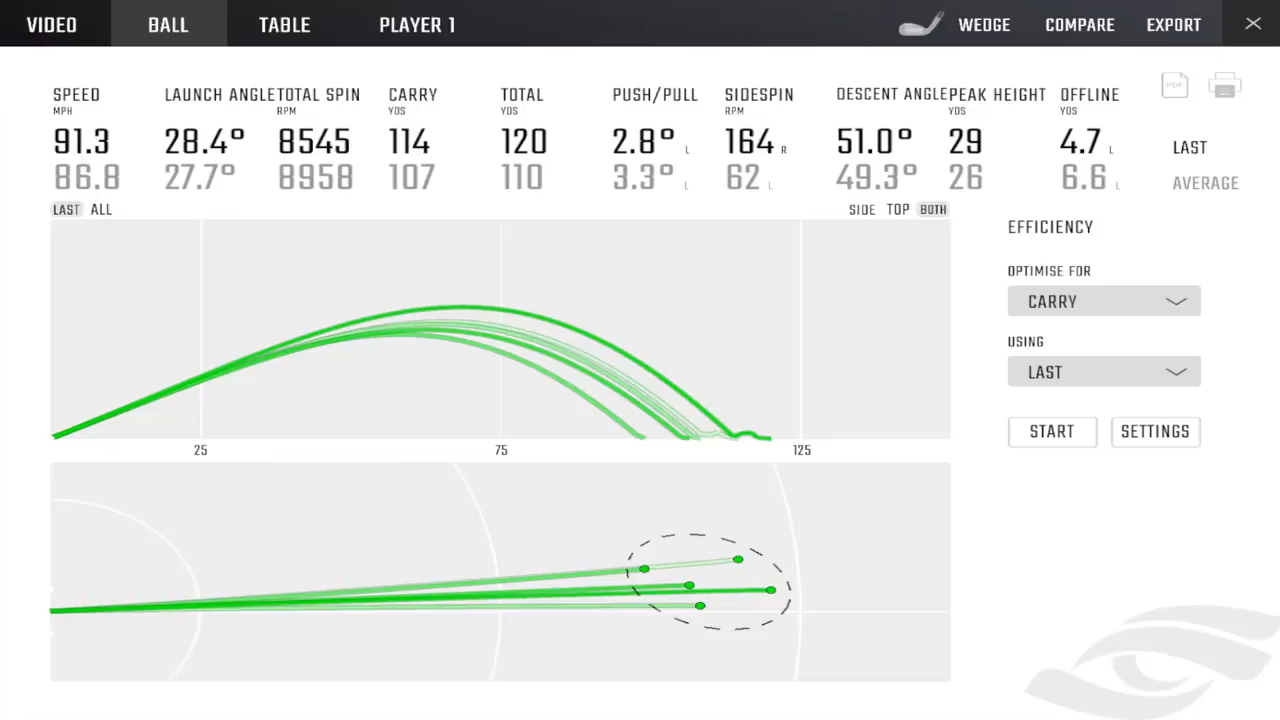 VIDEO BALL TABLE PLAYER 1 WEDGE COMPARE EXPORT
SPEED LAUNCH ANGLE TOTAL SPIN CARRY TOTAL PUSH/PULL SIDESPIN DESCENT ANGLE PEAK HEIGHT OFFLINE PDF
MPH RPM YDS YDS RPM YDS YDS
91.3 28.4° 8545 114 120 2.8° L 164 R 51.0° 29 4.7 L LAST
86.8 27.7° 8958 107 110 3.3° L 62 L 49.3° 26 6.6 L AVERAGE
LAST ALL SIDE TOP BOTH
EFFICIENCY
OPTIMISE FOR
CARRY
USING
LAST
START SETTINGS
25 75 125